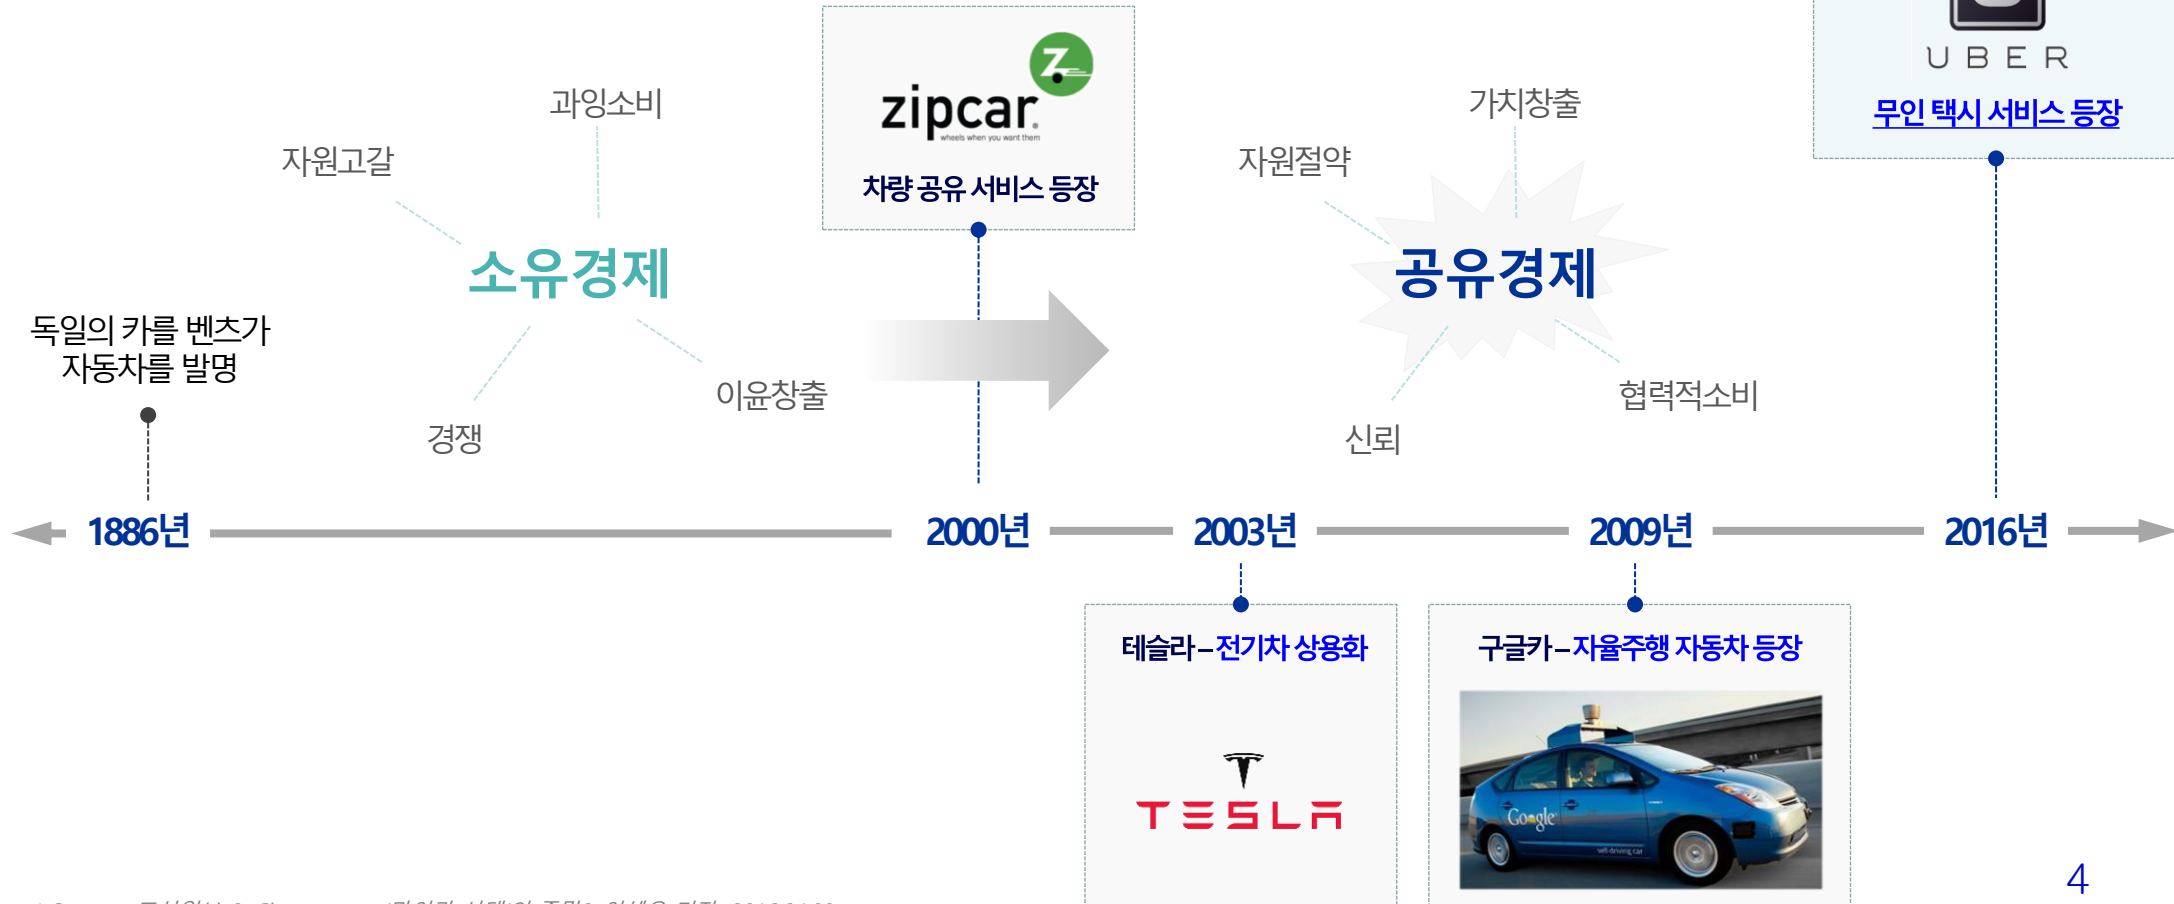 Z
zipcar
wheels when you want them
차량 공유 서비스 등장
UBER
무인 택시 서비스 등장
과잉소비
자원고갈
소유경제
이윤창출
경쟁
가치창출
자원절약
공유경제
협력적소비
신뢰
독일의 카를 벤츠가
자동차를 발명
1886년
2000년
2003년
2009년
2016년
테슬라 – 전기차 상용화
TESLA
구글카 – 자율주행 자동차 등장
Google
self-driving car
4